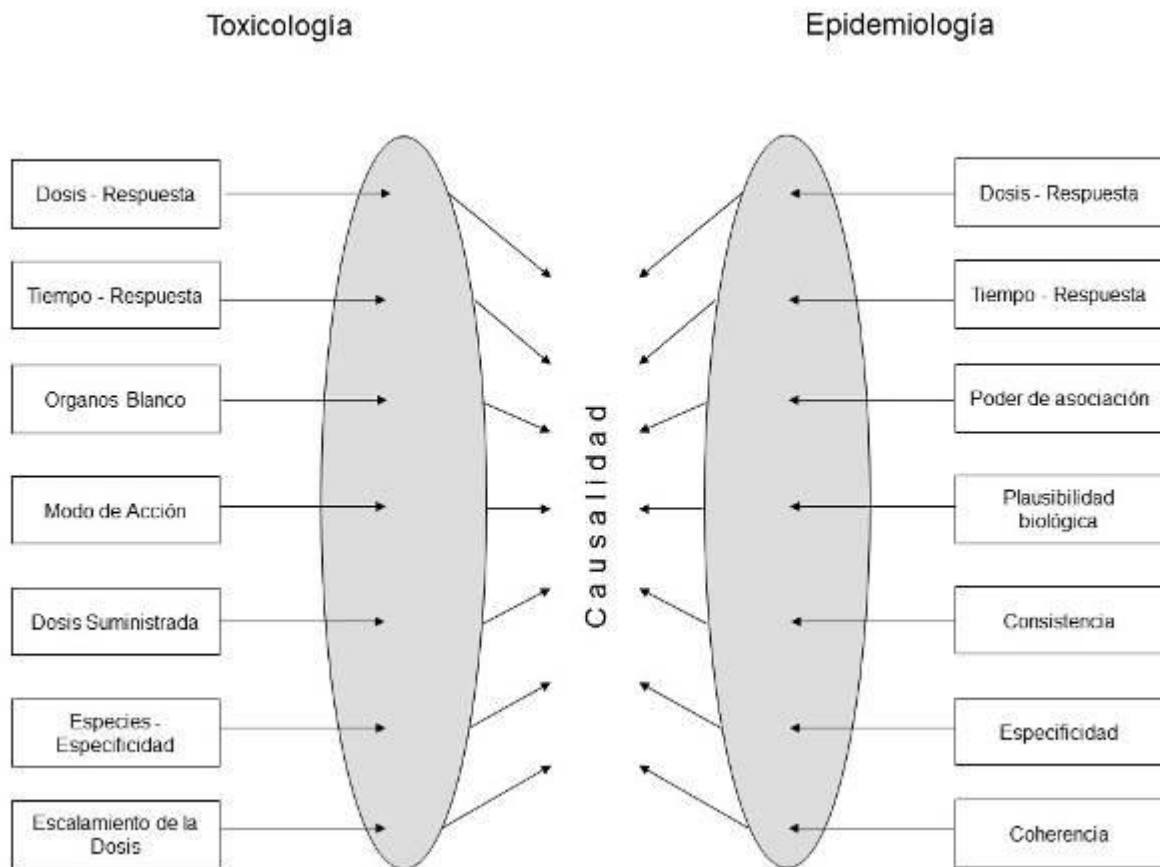 Toxicología
Epidemiología
Dosis - Respuesta
Tiempo - Respuesta
Organos Blanco
Modo de Acción
Dosis Suministrada
Especies -
Especificidad
Escalamiento de la
Dosis
Causalidad
Dosis - Respuesta
Tiempo - Respuesta
Poder de asociación
Plausibilidad
biológica
Consistencia
Especificidad
Coherencia